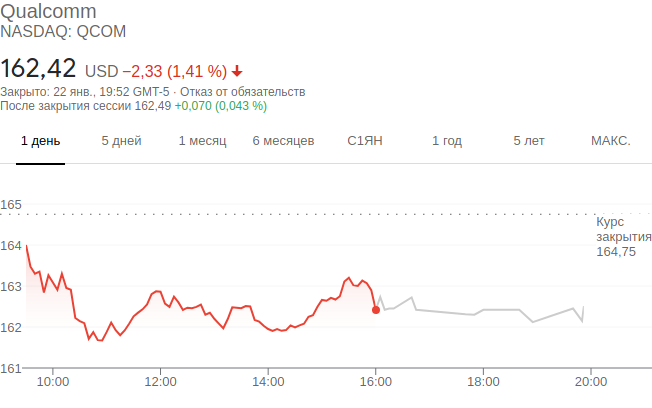 Qualcomm
NASDAQ: QCOM
162,42 USD −2,33 (1,41 %)
Закрыто: 22 янв., 19:52 GMT-5 · Отказ от обязательств
После закрытия сессии 162,49 +0,070 (0,043 %)
1 день 5 дней 1 месяц 6 месяцев С1ЯН 1 год 5 лет МАКС.
165
Курс
164
закрытия
164,75
163
162
161
10:00 12:00 14:00 16:00 18:00 20:00